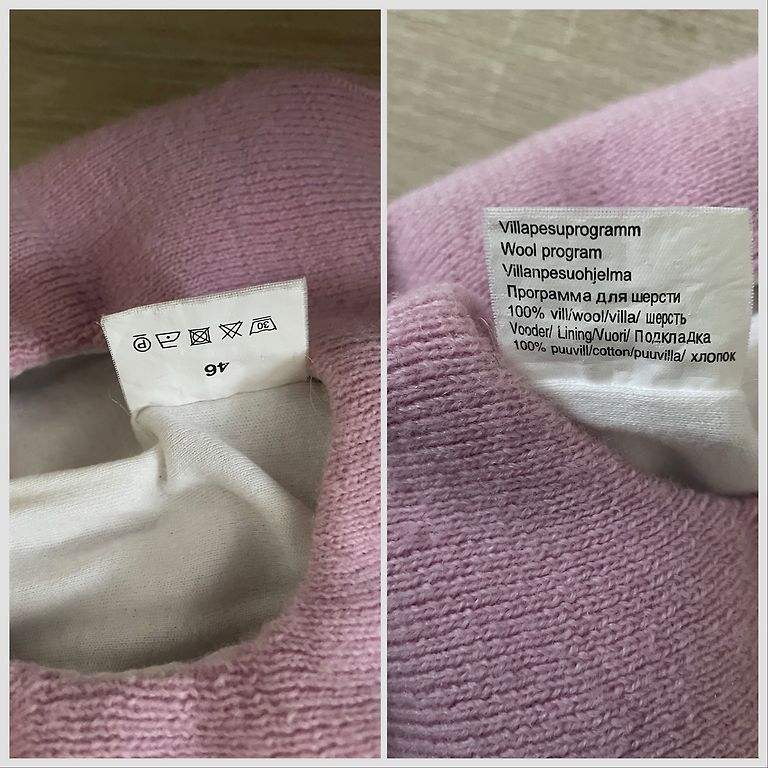 46
30 P
Villapesuprogramm
Wool program
Villanpesuohjelma
Программа для шерсти
100% vill/wool/villa/ шерсть
Vooder/ Lining/Vuori/ Подкладка
100% puuvill/cotton/puuvilla/ хлопок